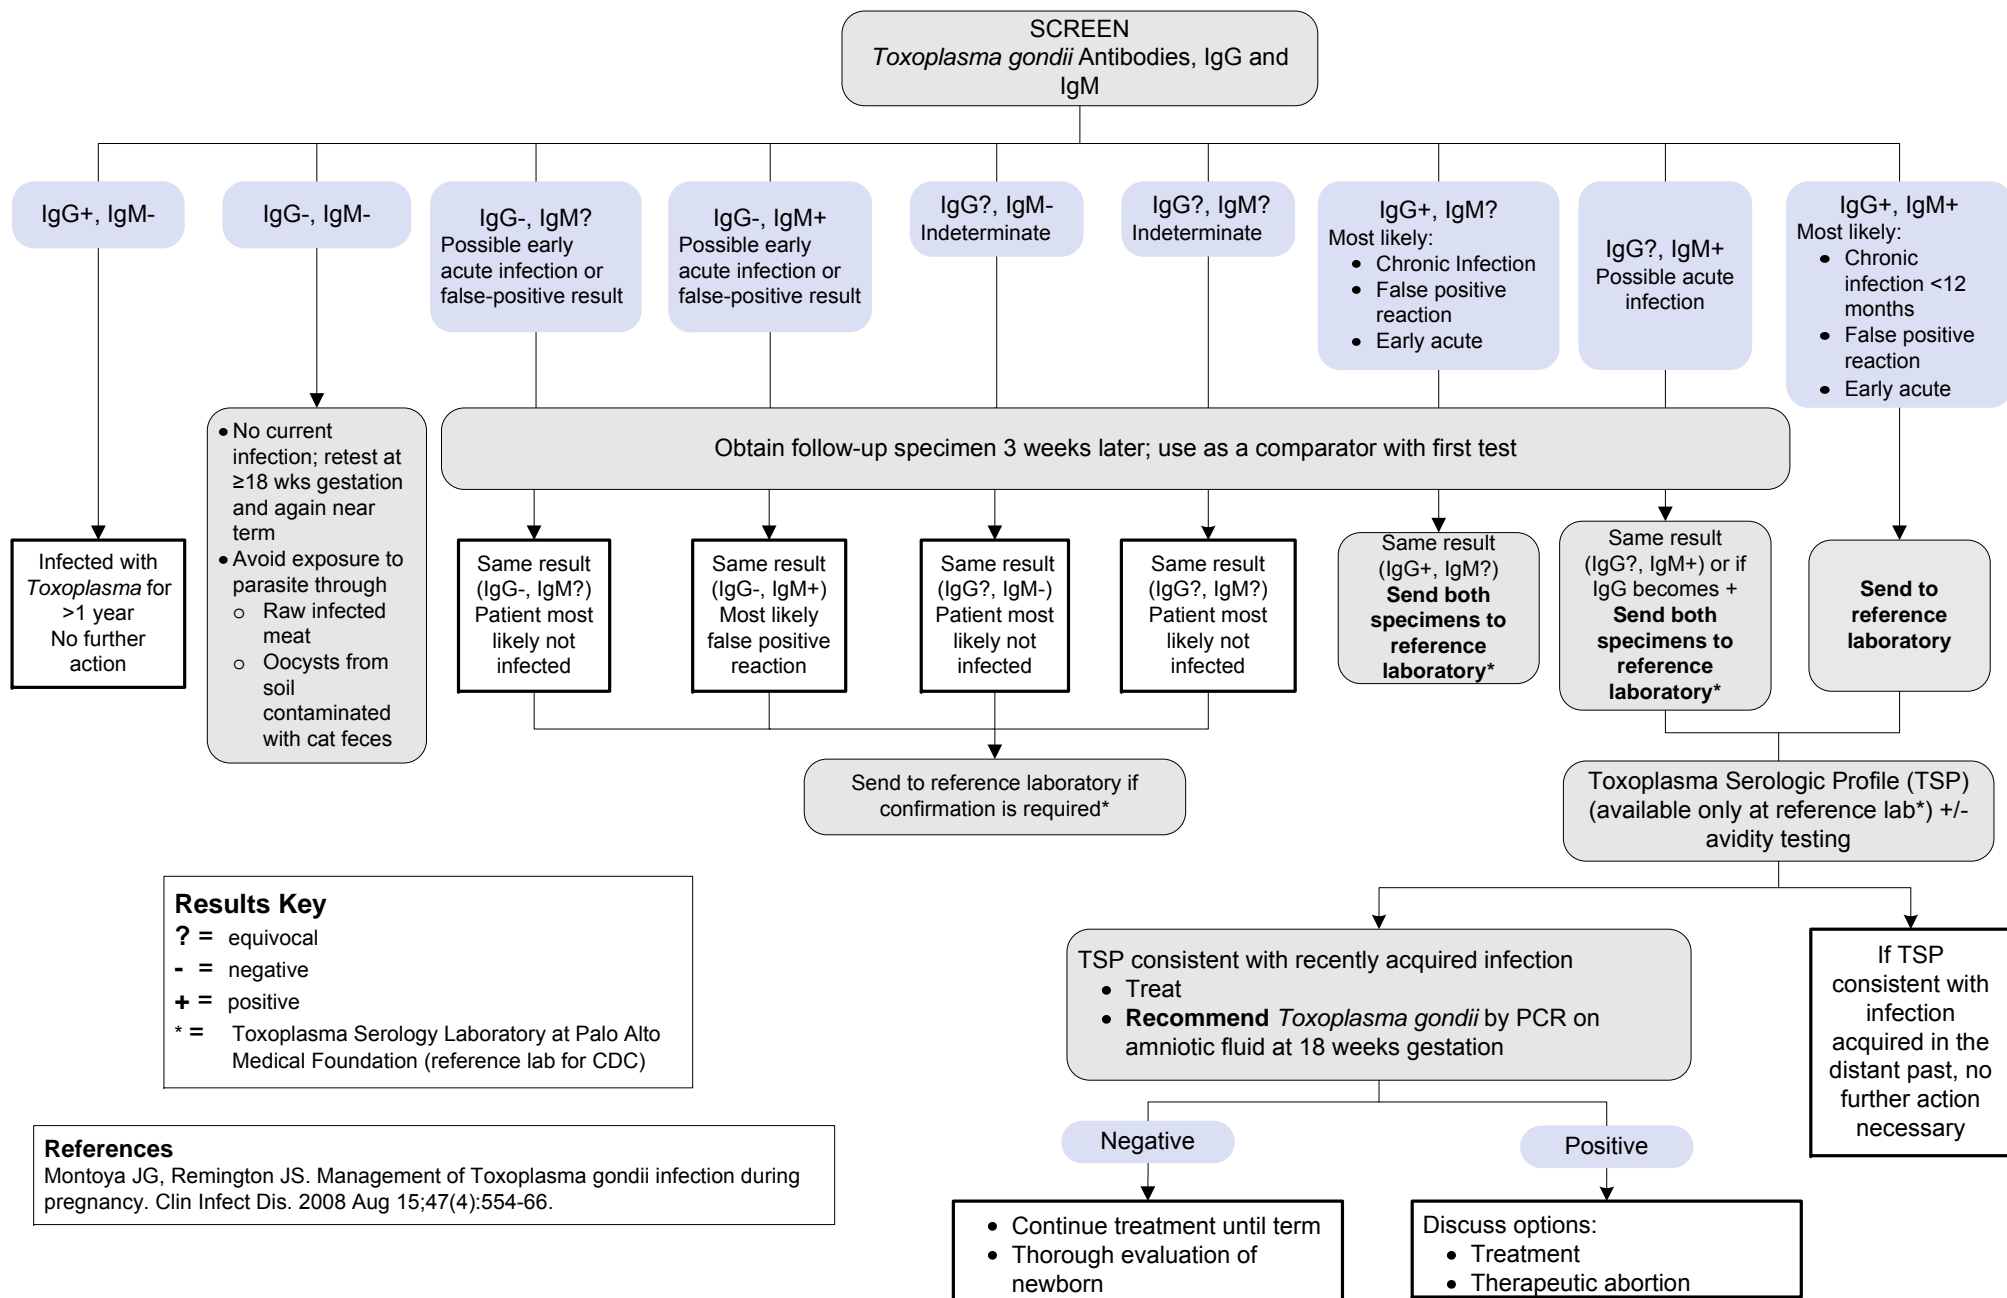 SCREEN
Toxoplasma gondii Antibodies, IgG and
IgM
IgG+, IgM-
IgG-, IgM-
IgG-, IgM?
Possible early
acute infection or
false-positive result
IgG-, IgM+
Possible early
acute infection or
false-positive result
IgG?, IgM-
Indeterminate
IgG?, IgM?
Indeterminate
IgG+, IgM?
Most likely:
• Chronic Infection
• False positive
reaction
• Early acute
IgG?, IgM+
Possible acute
infection
IgG+, IgM+
Most likely:
• Chronic
infection <12
months
• False positive
reaction
• Early acute
• No current
infection; retest at
≥18 wks gestation
and again near
term
• Avoid exposure to
parasite through
o Raw infected
meat
o Oocysts from
soil
contaminated
with cat feces
Obtain follow-up specimen 3 weeks later; use as a comparator with first test
Infected with
Toxoplasma for
>1 year
No further
action
Same result
(IgG-, IgM?)
Patient most
likely not
infected
Same result
(IgG-, IgM+)
Most likely
false positive
reaction
Same result
(IgG?, IgM-)
Patient most
likely not
infected
Same result
(IgG?, IgM?)
Patient most
likely not
infected
Same result
(IgG+, IgM?)
Send both
specimens to
reference
laboratory*
Same result
(IgG?, IgM+) or if
IgG becomes +
Send both
specimens to
reference
laboratory*
Send to
reference
laboratory
Send to reference laboratory if
confirmation is required*
Toxoplasma Serologic Profile (TSP)
(available only at reference lab*) +/-
avidity testing
Results Key
? = equivocal
- = negative
+ = positive
* = Toxoplasma Serology Laboratory at Palo Alto
Medical Foundation (reference lab for CDC)
TSP consistent with recently acquired infection
• Treat
• Recommend Toxoplasma gondii by PCR on
amniotic fluid at 18 weeks gestation
If TSP
consistent with
infection
acquired in the
distant past, no
further action
necessary
References
Montoya JG, Remington JS. Management of Toxoplasma gondii infection during
pregnancy. Clin Infect Dis. 2008 Aug 15;47(4):554-66.
Negative
Positive
• Continue treatment until term
• Thorough evaluation of
newborn
Discuss options:
• Treatment
• Therapeutic abortion